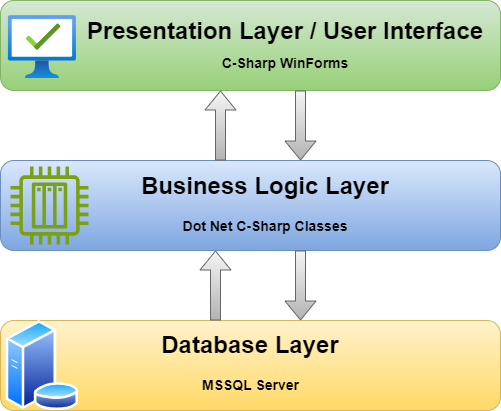 Presentation Layer / User Interface
C-Sharp WinForms
Business Logic Layer
Dot Net C-Sharp Classes
Database Layer
MSSQL Server